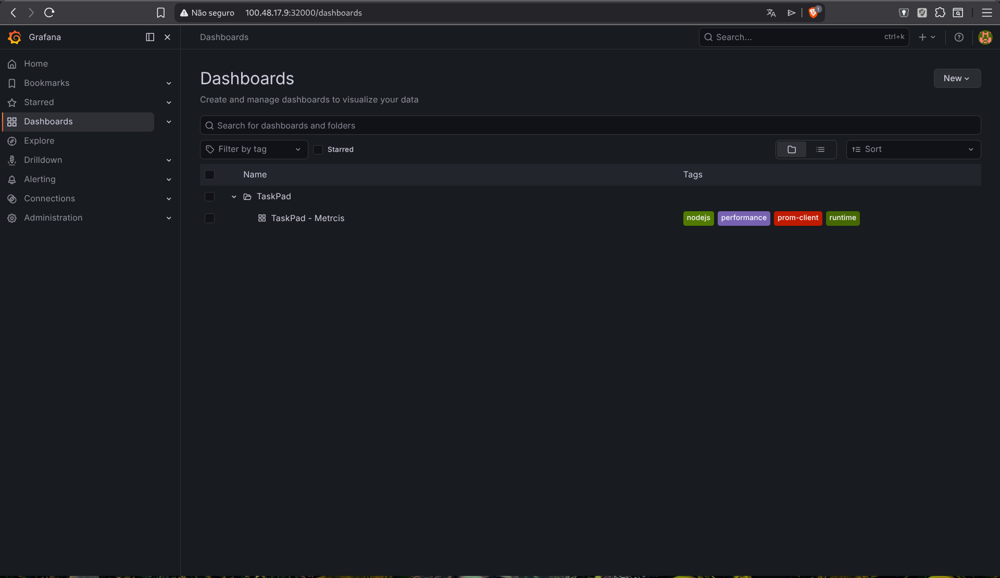 Não seguro 100.48.17.9:32000/dashboards 1
Grafana
Dashboards
Search... ctrl+k
Home
Bookmarks
Starred
Dashboards
Explore
Drilldown
Alerting
Connections
Administration
Dashboards
New
Create and manage dashboards to visualize your data
Search for dashboards and folders
Filter by tag
Starred
Sort
Name Tags
TaskPad
TaskPad - Metrcis nodejs performance prom-client runtime